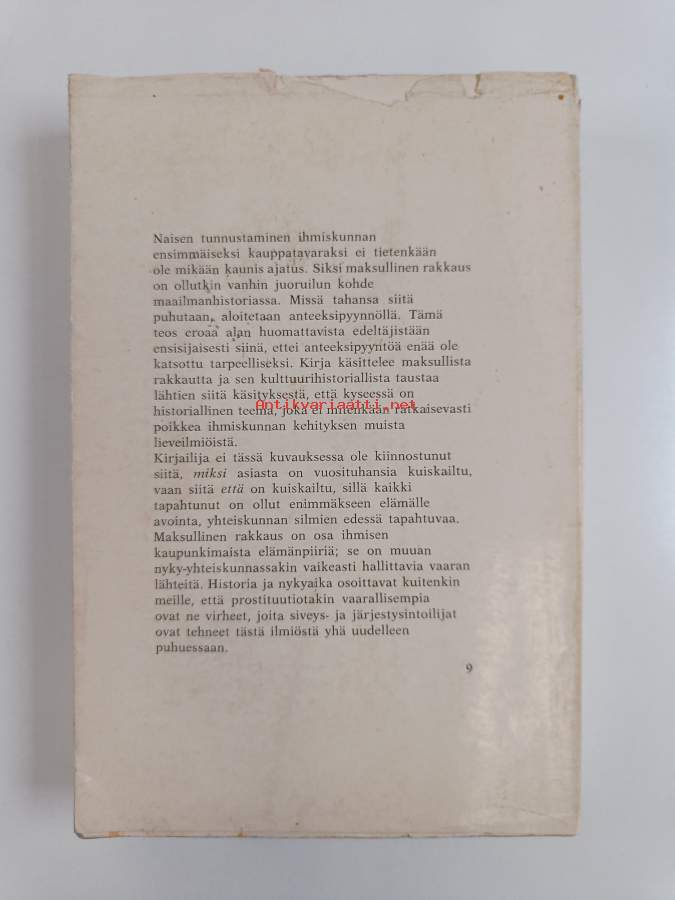 Naisen tunnustaminen ihmiskunnan
ensimmäiseksi kauppatavaraksi ei tietenkään
ole mikään kaunis ajatus. Siksi maksullinen rakkaus
on ollutkin vanhin juoruilun kohde
maailmanhistoriassa. Missä tahansa siitä
puhutaan, aloitetaan anteeksipyynnöllä. Tämä
teos eroaa alan huomattavista edeltäjistään
ensisijaisesti siinä, ettei anteeksipyyntöä enää ole
katsottu tarpeelliseksi. Kirja käsittelee maksullista
rakkautta ja sen kulttuurihistoriallista taustaa
lähtien siitä käsityksestä, että kyseessä on
Antikvariaatti.net
historiallinen teema, joka ei mitenkään ratkaisevasti
poikkea ihmiskunnan kehityksen muista
lieveilmiöistä.
Kirjailija ei tässä kuvauksessa ole kiinnostunut
siitä, miksi asiasta on vuosituhansia kuiskailtu,
vaan siitä että on kuiskailtu, sillä kaikki
tapahtunut on ollut enimmäkseen elämälle
avointa, yhteiskunnan silmien edessä tapahtuvaa.
Maksullinen rakkaus on osa ihmisen
kaupunkimaista elämänpiiriä; se on muuan
nyky-yhteiskunnassakin vaikeasti hallittavia vaaran
lähteitä. Historia ja nykyaika osoittavat kuitenkin
meille, että prostituutiotakin vaarallisempia
ovat ne virheet, joita siveys- ja järjestysintoilijat
ovat tehneet tästä ilmiöstä yhä uudelleen
puhuessaan.
9